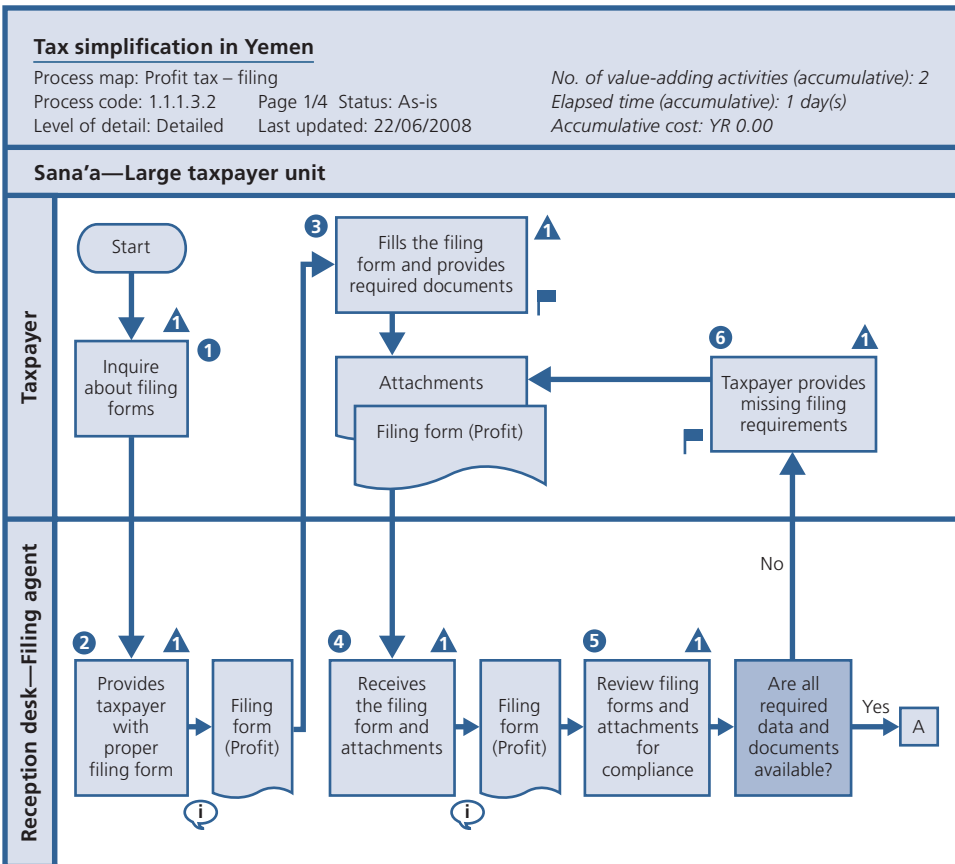 Tax simplification in Yemen
Process map: Profit tax – filing
Process code: 1.1.1.3.2 Page 1/4 Status: As-is
Level of detail: Detailed Last updated: 22/06/2008
No. of value-adding activities (accumulative): 2
Elapsed time (accumulative): 1 day(s)
Accumulative cost: YR 0.00
Sana'a—Large taxpayer unit
Taxpayer
Start
1
1
Inquire
about filing
forms
3
1
Fills the filing
form and provides
required documents
Attachments
Filing form (Profit)
6
1
Taxpayer provides
missing filing
requirements
Reception desk—Filing agent
2
1
Provides
taxpayer
with
proper
filing form
Filing
form
(Profit)
i
4
1
Receives
the filing
form and
attachments
Filing
form
(Profit)
i
5
1
Review filing
forms and
attachments
for
compliance
No
Are all
required
data and
documents
available?
Yes
A